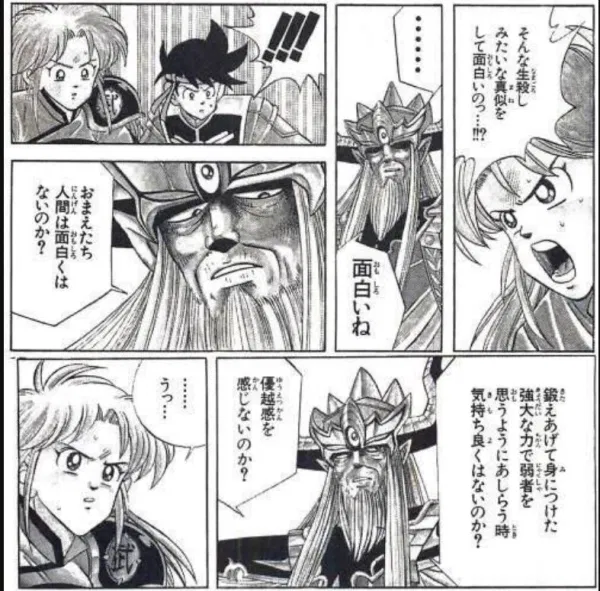 そんな生殺し
みたいな真似を
して面白いのっ…!!?
……
面白いね
!!!
おまえたち
人間は面白くは
ないのか?
鍛えあげて身につけた
強大な力で弱者を
思うようにあしらう時
気持ち良くはないのか?
優越感を
感じないのか?
……
うっ…
武